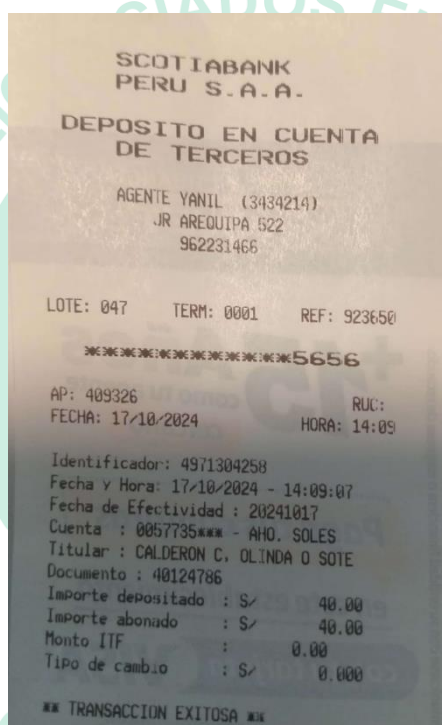 SCOTIABANK
PERU S.A.A.
DEPOSITO EN CUENTA
DE TERCEROS
AGENTE YANIL (3434214)
JR AREQUIPA 522
962231466
LOTE: 047 TERM: 0001 REF: 923650
************5656
AP: 409326 RUC:
FECHA: 17/10/2024 HORA: 14:09
Identificador: 4971304258
Fecha y Hora: 17/10/2024 - 14:09:07
Fecha de Efectividad : 20241017
Cuenta : 0057735*** - AHO. SOLES
Titular : CALDERON C, OLINDA O SOTE
Documento : 40124786
Importe depositado : S/ 40.00
Importe abonado : S/ 40.00
Monto ITF : 0.00
Tipo de cambio : S/ 0.000
** TRANSACCION EXITOSA **